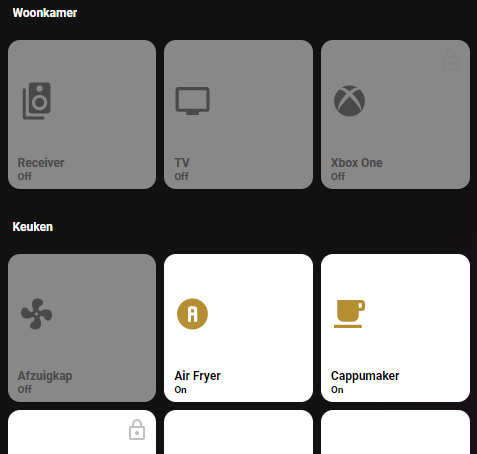 Woonkamer
Receiver
Off
TV
Off
Xbox One
Off
Keuken
Afzuigkap
Off
A
Air Fryer
On
Cappumaker
On